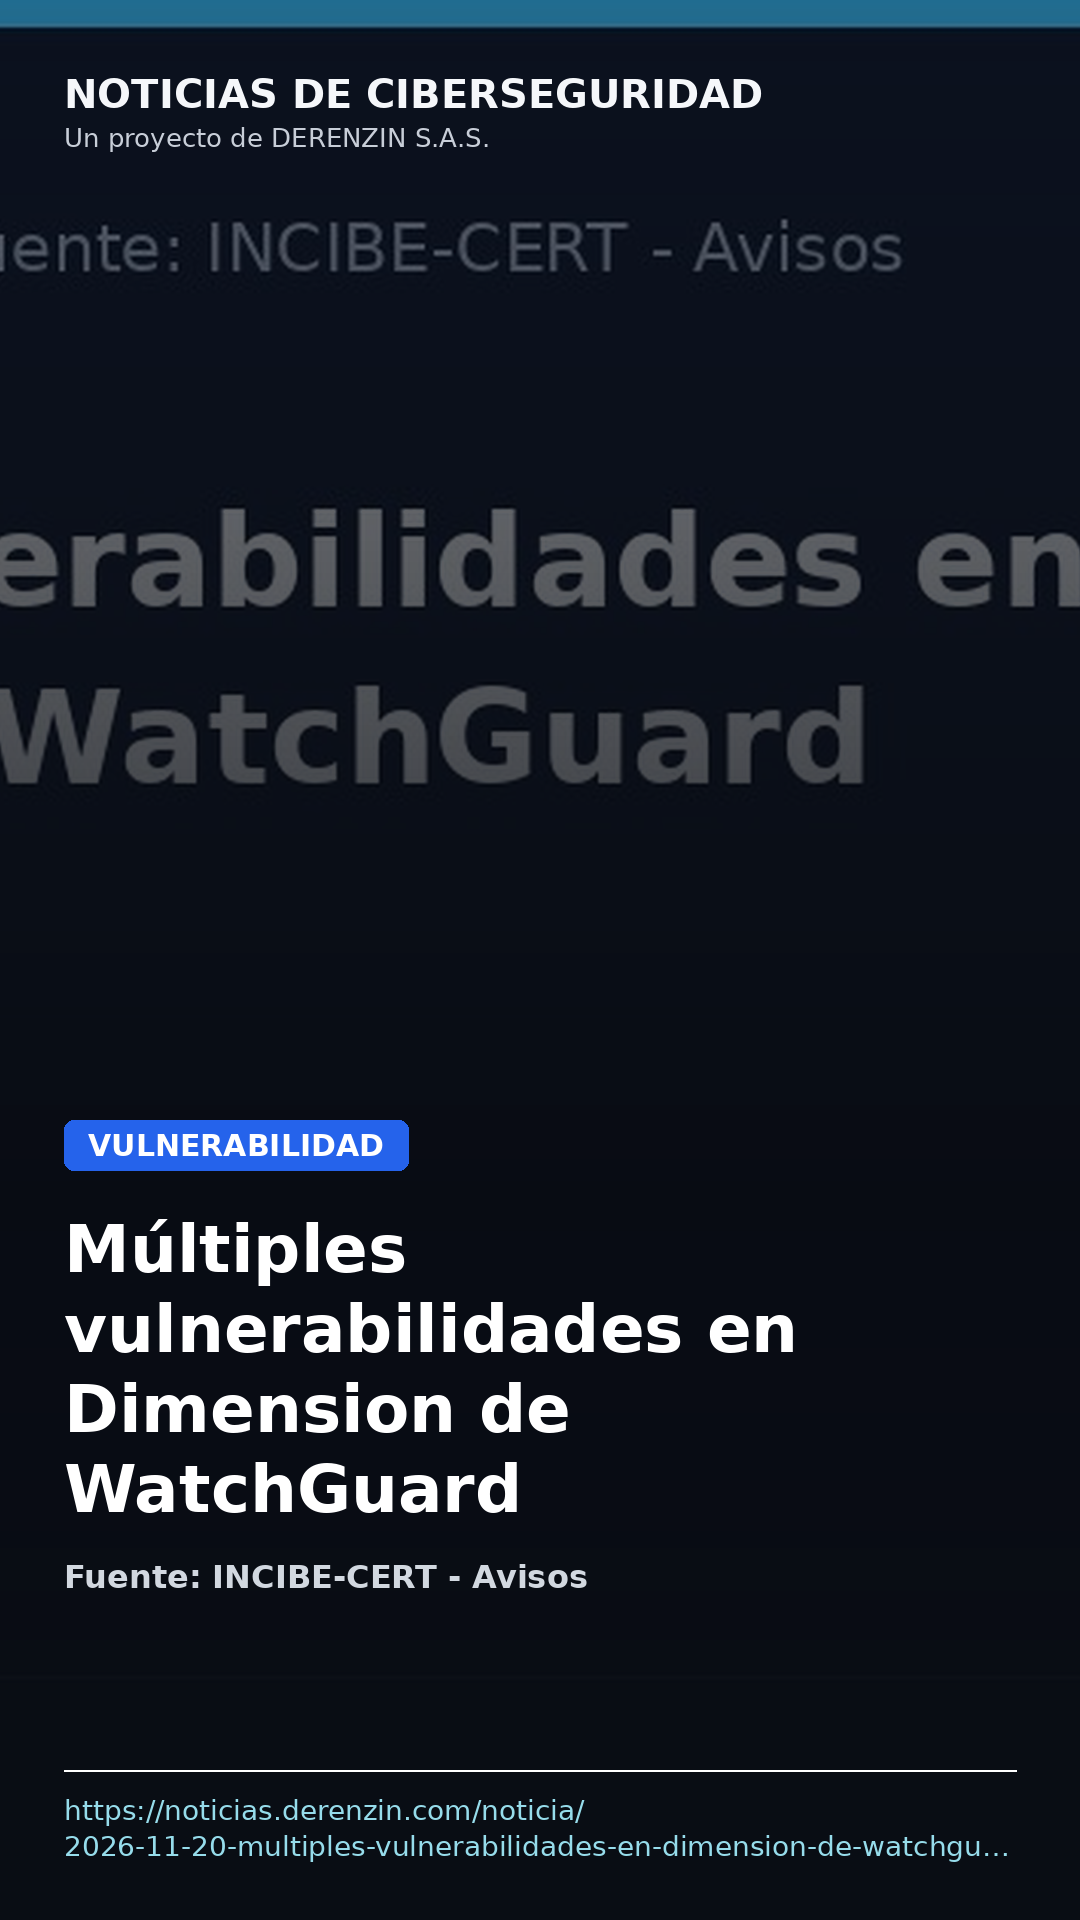 NOTICIAS DE CIBERSEGURIDAD
Un proyecto de DERENZIN S.A.S.
uente: INCIBE-CERT - Avisos
erabilidades en
WatchGuard
VULNERABILIDAD
Múltiples
vulnerabilidades en
Dimension de
WatchGuard
Fuente: INCIBE-CERT - Avisos
https://noticias.derenzin.com/noticia/
2026-11-20-multiples-vulnerabilidades-en-dimension-de-watchgu...